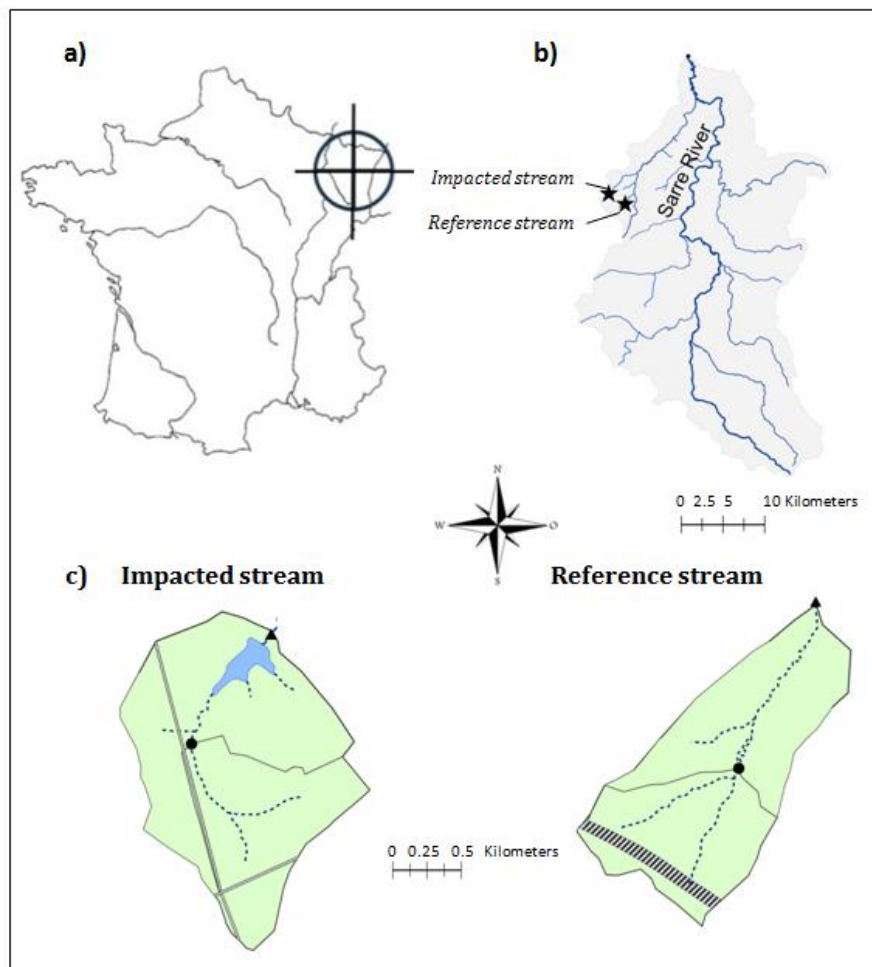 a)
b)
Impacted stream
Reference stream
Sarre River
0 2.5 5 10 Kilometers
N
W O
S
c) Impacted stream Reference stream
0 0.25 0.5 Kilometers